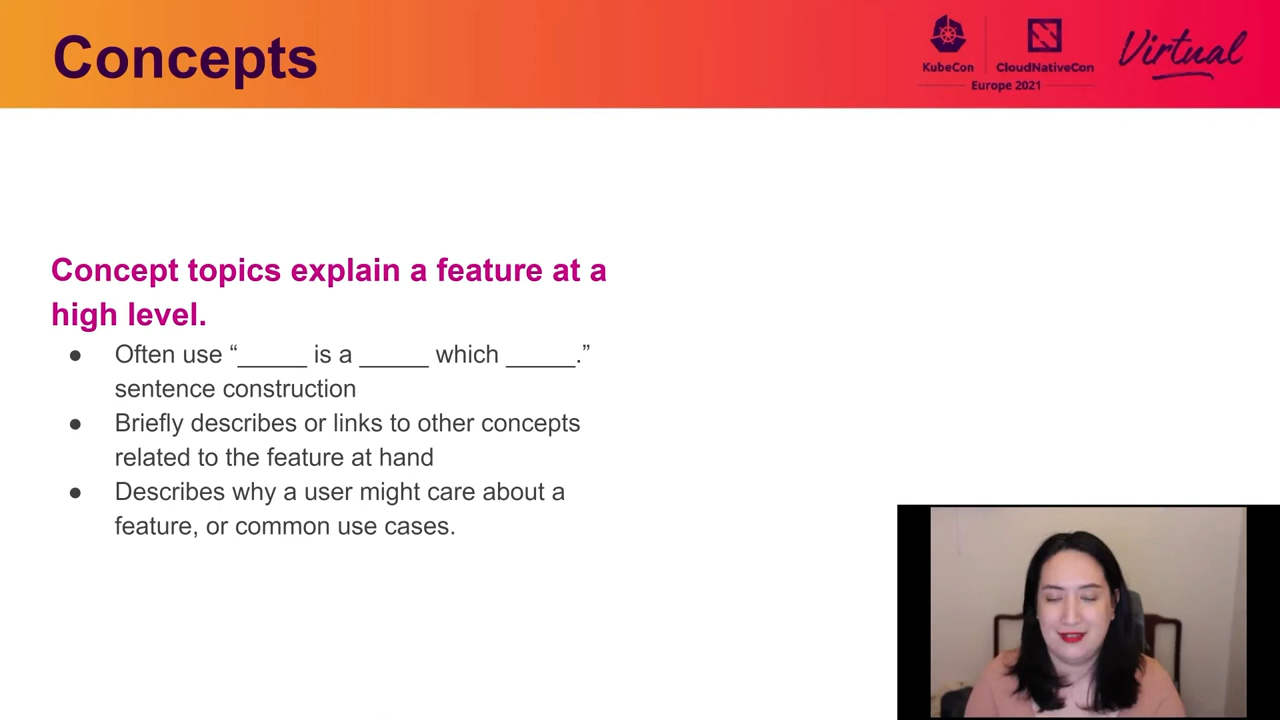 Concepts
KubeCon
CloudNativeCon
Europe 2021
Virtual
Concept topics explain a feature at a
high level.
● Often use “_____ is a _____ which _____.”
sentence construction
● Briefly describes or links to other concepts
related to the feature at hand
● Describes why a user might care about a
feature, or common use cases.